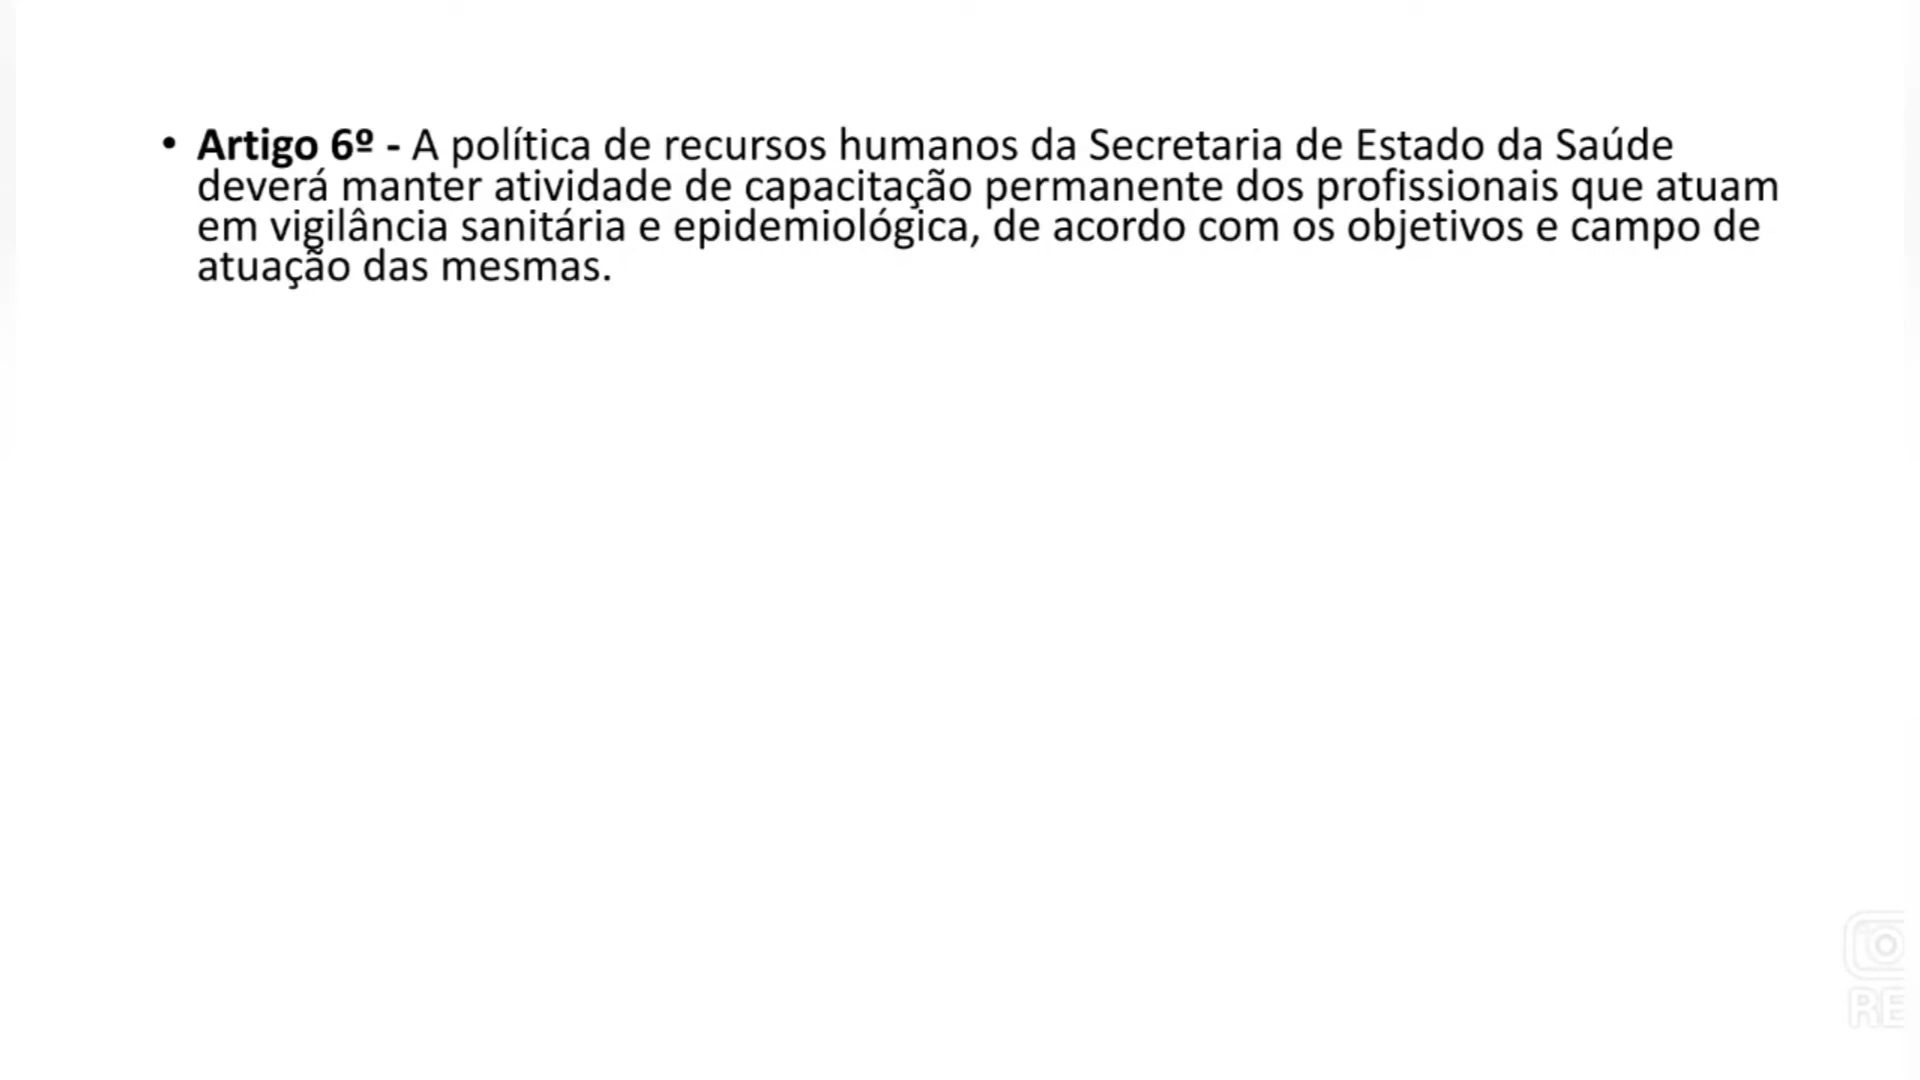 • Artigo 6º - A política de recursos humanos da Secretaria de Estado da Saúde
deverá manter atividade de capacitação permanente dos profissionais que atuam
em vigilância sanitária e epidemiológica, de acordo com os objetivos e campo de
atuação das mesmas.
RE